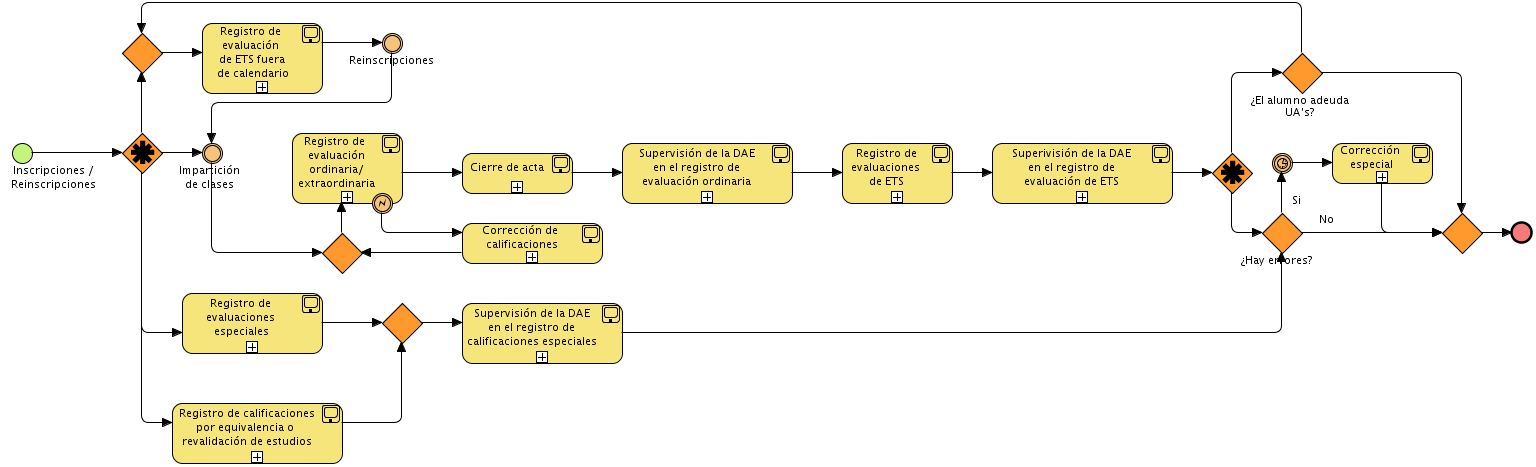 Registro de
evaluación
de ETS fuera
de calendario
Reinscripciones
¿El alumno adeuda
UA's?
Inscripciones /
Reinscripciones
Impartición
de clases
Registro de
evaluación
ordinaria/
extraordinaria
Cierre de acta
Supervisión de la DAE
en el registro de
evaluación ordinaria
Registro de
evaluaciones
de ETS
Superivisión de la DAE
en el registro de
evaluación de ETS
Corrección
especial
Si
No
¿Hay errores?
Corrección de
calificaciones
Registro de
evaluaciones
especiales
Supervisión de la DAE
en el registro de
calificaciones especiales
Registro de calificaciones
por equivalencia o
revalidación de estudios